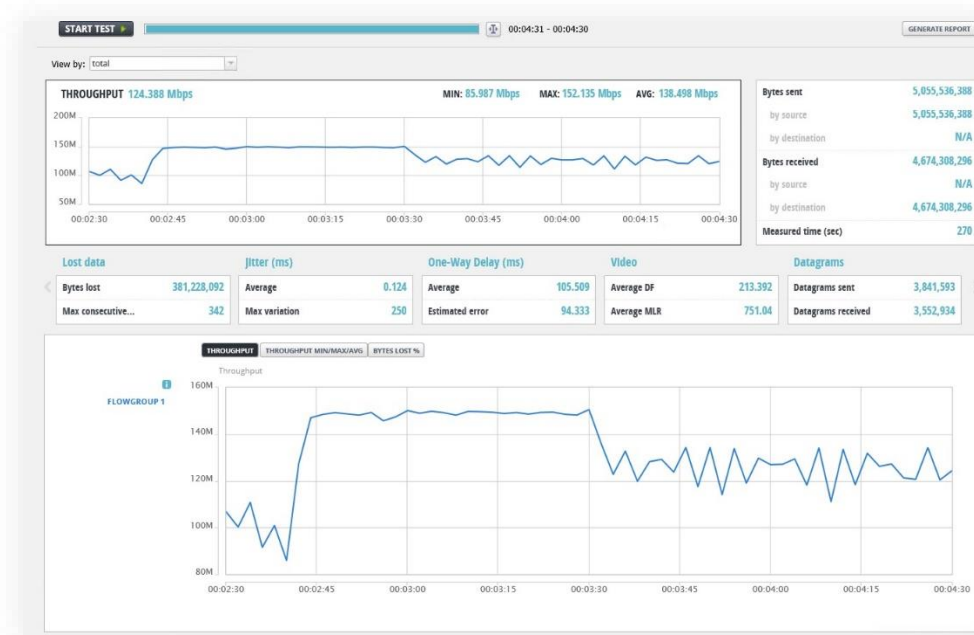 START TEST
00:04:31 - 00:04:30
GENERATE REPORT
View by: total
THROUGHPUT 124.388 Mbps MIN: 85.987 Mbps MAX: 152.135 Mbps AVG: 138.498 Mbps
200M
150M
100M
50M
00:02:30 00:02:45 00:03:00 00:03:15 00:03:30 00:03:45 00:04:00 00:04:15 00:04:30
Bytes sent 5,055,536,388
by source 5,055,536,388
by destination N/A
Bytes received 4,674,308,296
by source N/A
by destination 4,674,308,296
Measured time (sec) 270
Lost data
Bytes lost 381,228,092
Max consecutive... 342
Jitter (ms)
Average 0.124
Max variation 250
One-Way Delay (ms)
Average 105.509
Estimated error 94.333
Video
Average DF 213.392
Average MLR 751.04
Datagrams
Datagrams sent 3,841,593
Datagrams received 3,552,934
THROUGHPUT THROUGHPUT MIN/MAX/AVG BYTES LOST %
Throughput
FLOWGROUP 1
160M
140M
120M
100M
80M
00:02:30 00:02:45 00:03:00 00:03:15 00:03:30 00:03:45 00:04:00 00:04:15 00:04:30